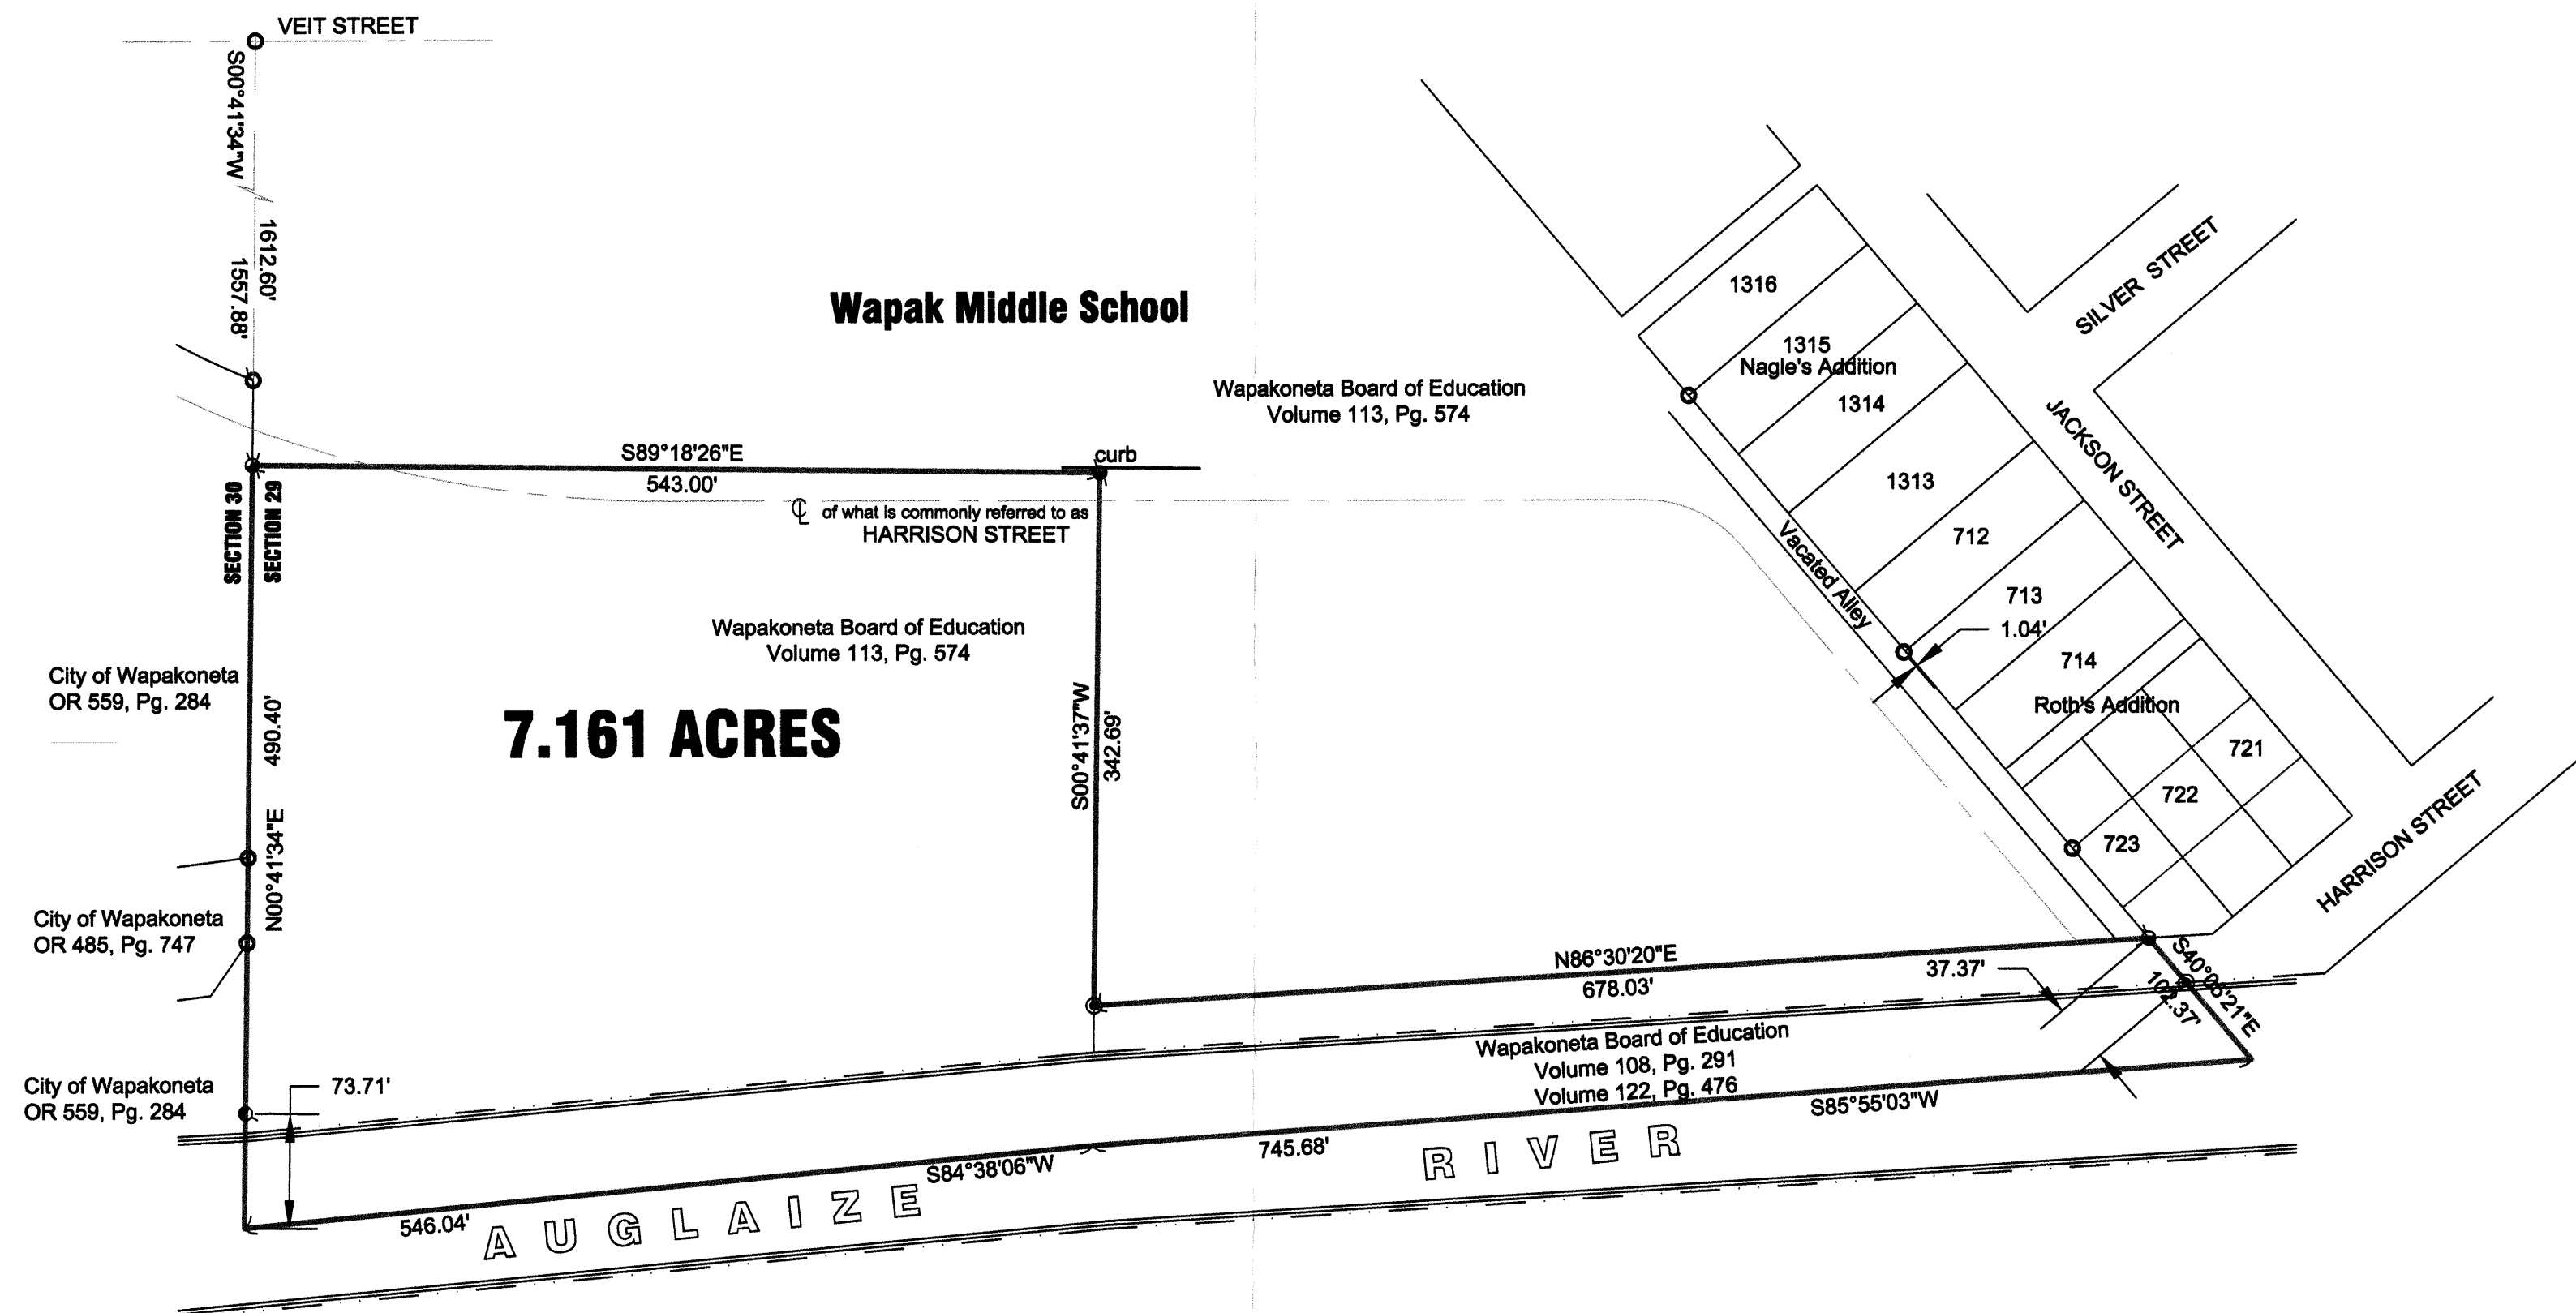 VEIT STREET
S00°41'34"W
1612.60'
1557.88'
Wapak Middle School
Wapakoneta Board of Education
Volume 113, Pg. 574
SILVER STREET
JACKSON STREET
1316
1315
Nagle's Addition
1314
1313
712
713
1.04'
714
Roth's Addition
721
722
723
Vacated Alley
HARRISON STREET
S89°18'26"E
543.00'
curb
℄ of what is commonly referred to as
HARRISON STREET
SECTION 30
SECTION 29
Wapakoneta Board of Education
Volume 113, Pg. 574
7.161 ACRES
City of Wapakoneta
OR 559, Pg. 284
490.40'
N00°41'34"E
S00°41'37"W
342.69'
City of Wapakoneta
OR 485, Pg. 747
N86°30'20"E
678.03'
37.37'
102.37'
City of Wapakoneta
OR 559, Pg. 284
73.71'
Wapakoneta Board of Education
Volume 108, Pg. 291
Volume 122, Pg. 476
S85°55'03"W
745.68'
S84°38'06"W
546.04'
AUGLAIZE RIVER